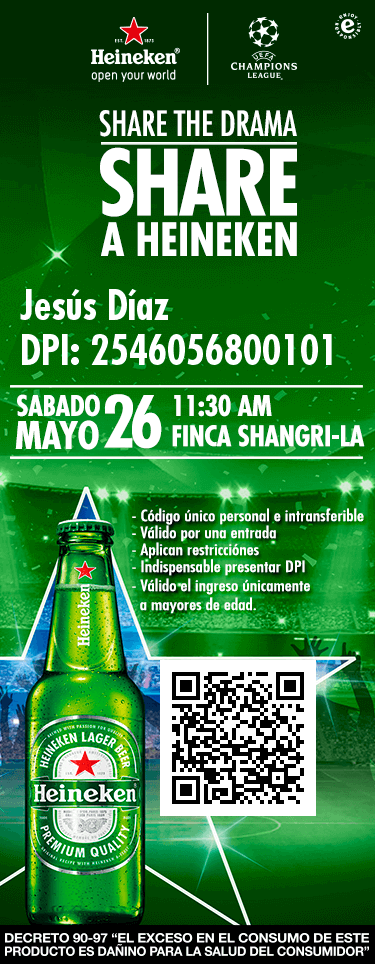 EST. 1873
Heineken®
open your world
UEFA
CHAMPIONS
LEAGUE
ENJOY RESPONSIBLY
SHARE THE DRAMA
SHARE
A HEINEKEN
Jesús Díaz
DPI: 2546056800101
SABADO
MAYO
26
11:30 AM
FINCA SHANGRI-LA
- Código único personal e intransferible
- Válido por una entrada
- Aplican restricciónes
- Indispensable presentar DPI
- Válido el ingreso únicamente
a mayores de edad.
Heineken
HEINEKEN LAGER BEER
Heineken®
PREMIUM QUALITY
DECRETO 90-97 “EL EXCESO EN EL CONSUMO DE ESTE
PRODUCTO ES DAÑINO PARA LA SALUD DEL CONSUMIDOR”